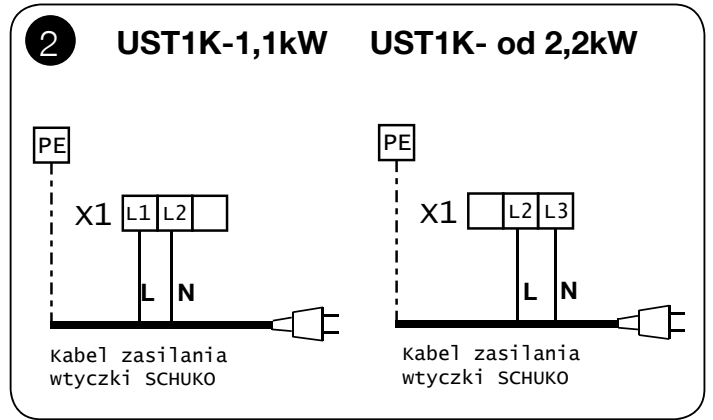 2 UST1K-1,1kW UST1K- od 2,2kW
PE PE
X1 L1 L2 X1 L2 L3
L N L N
Kabel zasilania Kabel zasilania
wtyczki SCHUKO wtyczki SCHUKO